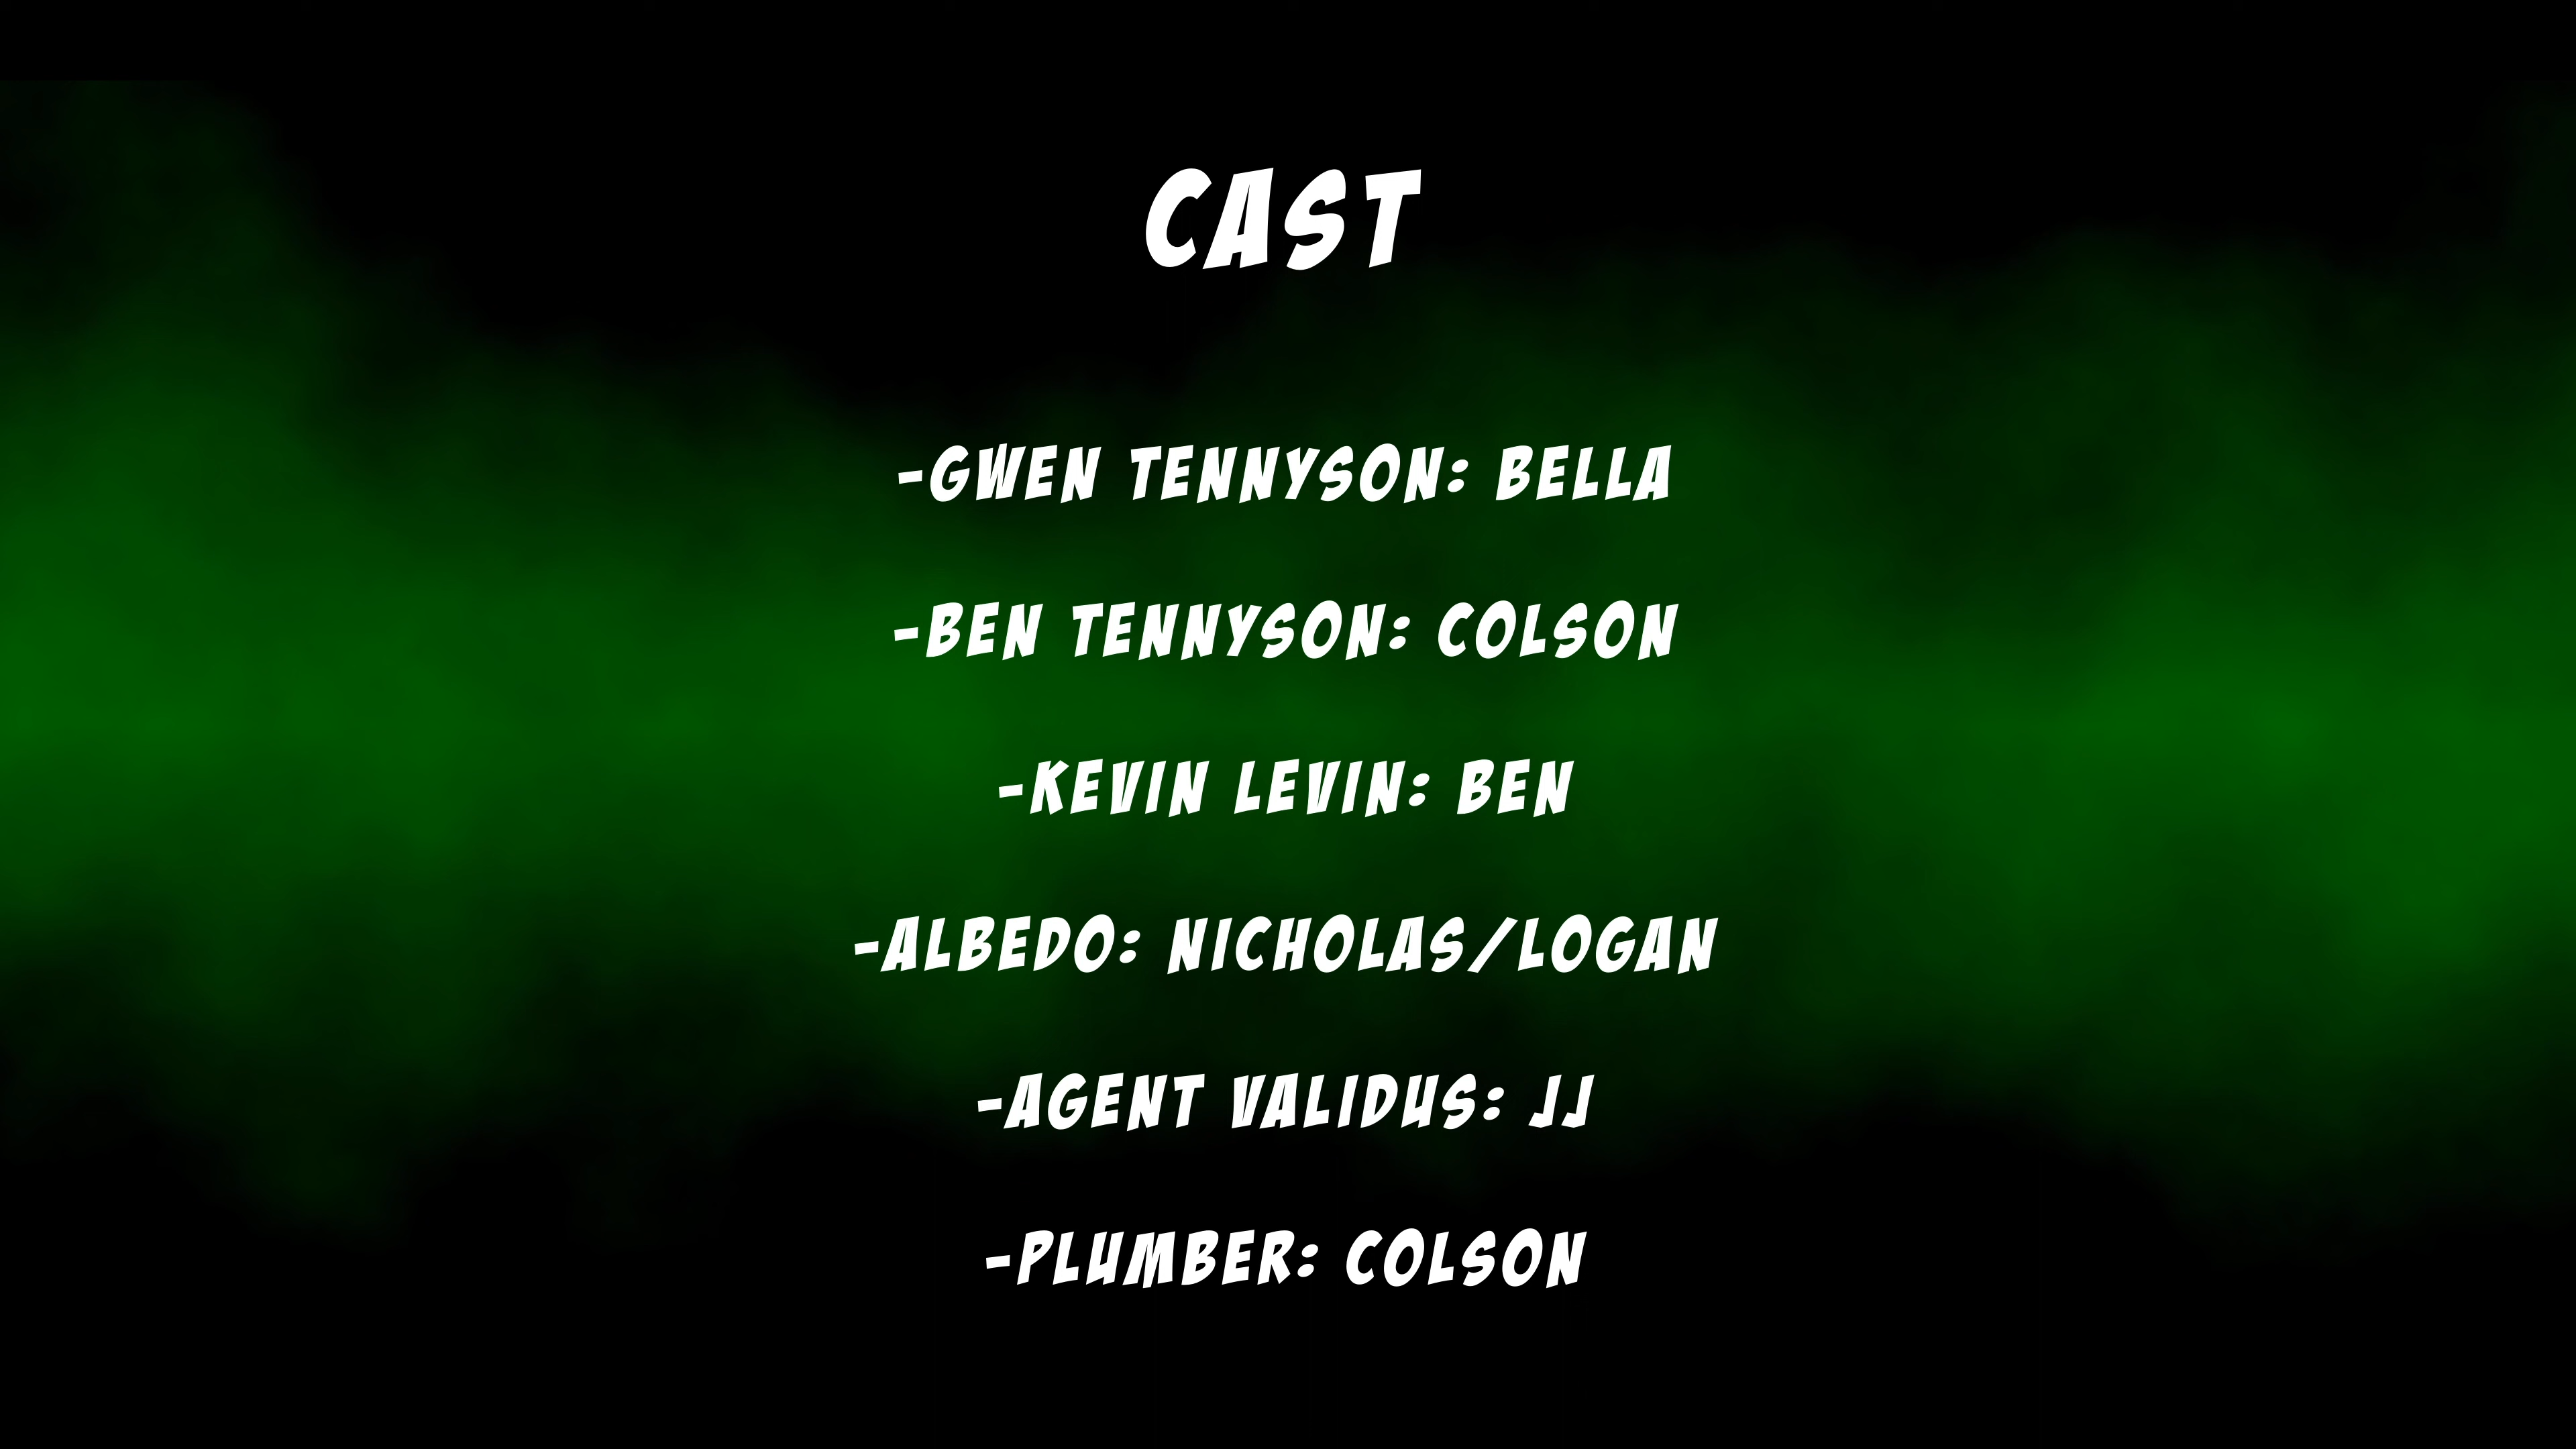 CAST
-GWEN TENNYSON: BELLA
-BEN TENNYSON: COLSON
-KEVIN LEVIN: BEN
-ALBEDO: NICHOLAS/LOGAN
-AGENT VALIDUS: JJ
-PLUMBER: COLSON